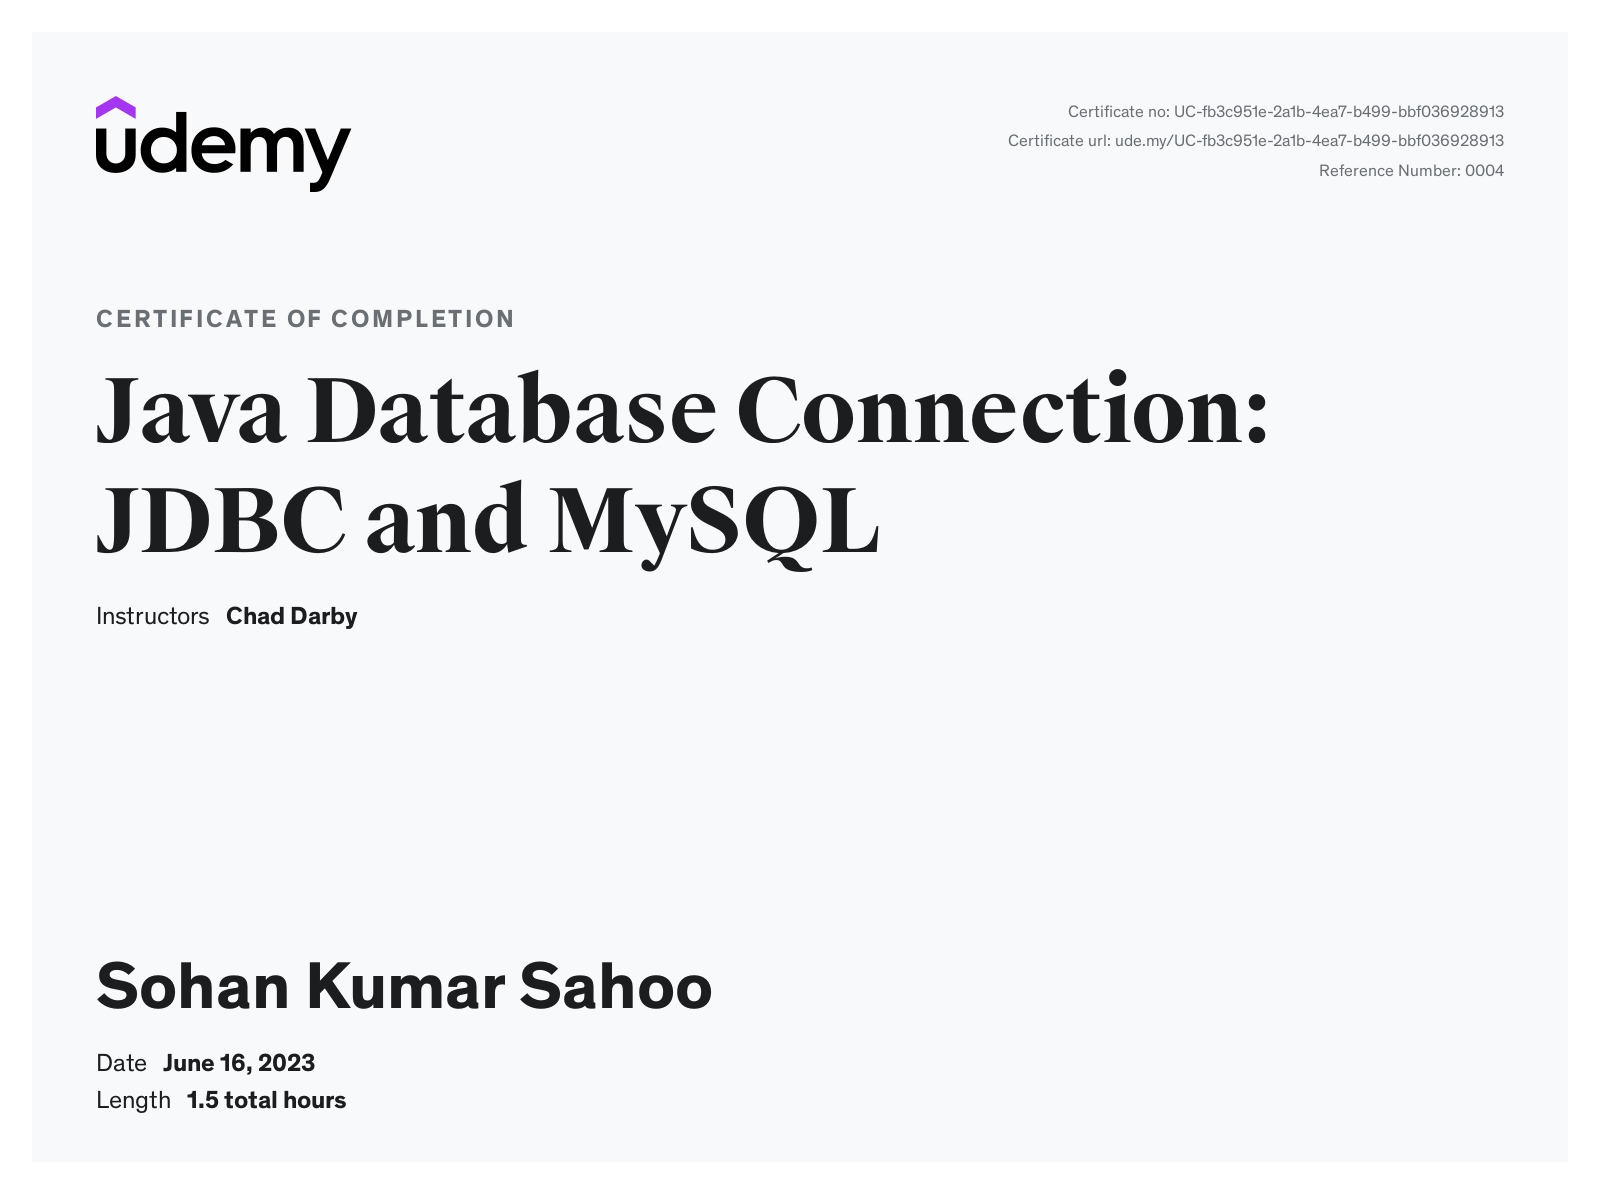 udemy
Certificate no: UC-fb3c951e-2a1b-4ea7-b499-bbf036928913
Certificate url: ude.my/UC-fb3c951e-2a1b-4ea7-b499-bbf036928913
Reference Number: 0004
CERTIFICATE OF COMPLETION
Java Database Connection:
JDBC and MySQL
Instructors Chad Darby
Sohan Kumar Sahoo
Date June 16, 2023
Length 1.5 total hours